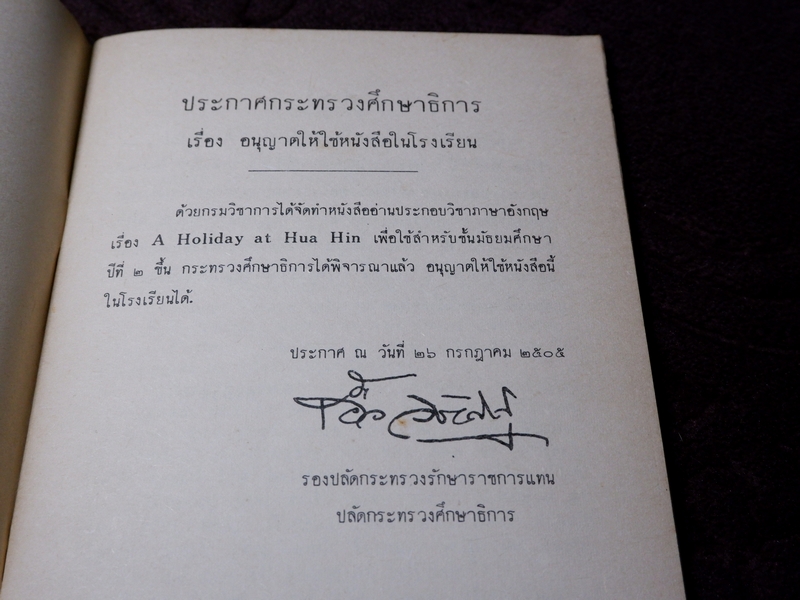 ประกาศกระทรวงศึกษาธิการ
เรื่อง อนุญาตให้ใช้หนังสือในโรงเรียน
ด้วยกรมวิชาการได้จัดทำหนังสืออ่านประกอบวิชาภาษาอังกฤษ
เรื่อง A Holiday at Hua Hin เพื่อใช้สำหรับชั้นมัธยมศึกษา
ปีที่ ๒ ขึ้น กระทรวงศึกษาธิการได้พิจารณาแล้ว อนุญาตให้ใช้หนังสือนี้
ในโรงเรียนได้.
ประกาศ ณ วันที่ ๒๖ กรกฎาคม ๒๕๐๕
รองปลัดกระทรวงรักษาราชการแทน
ปลัดกระทรวงศึกษาธิการ